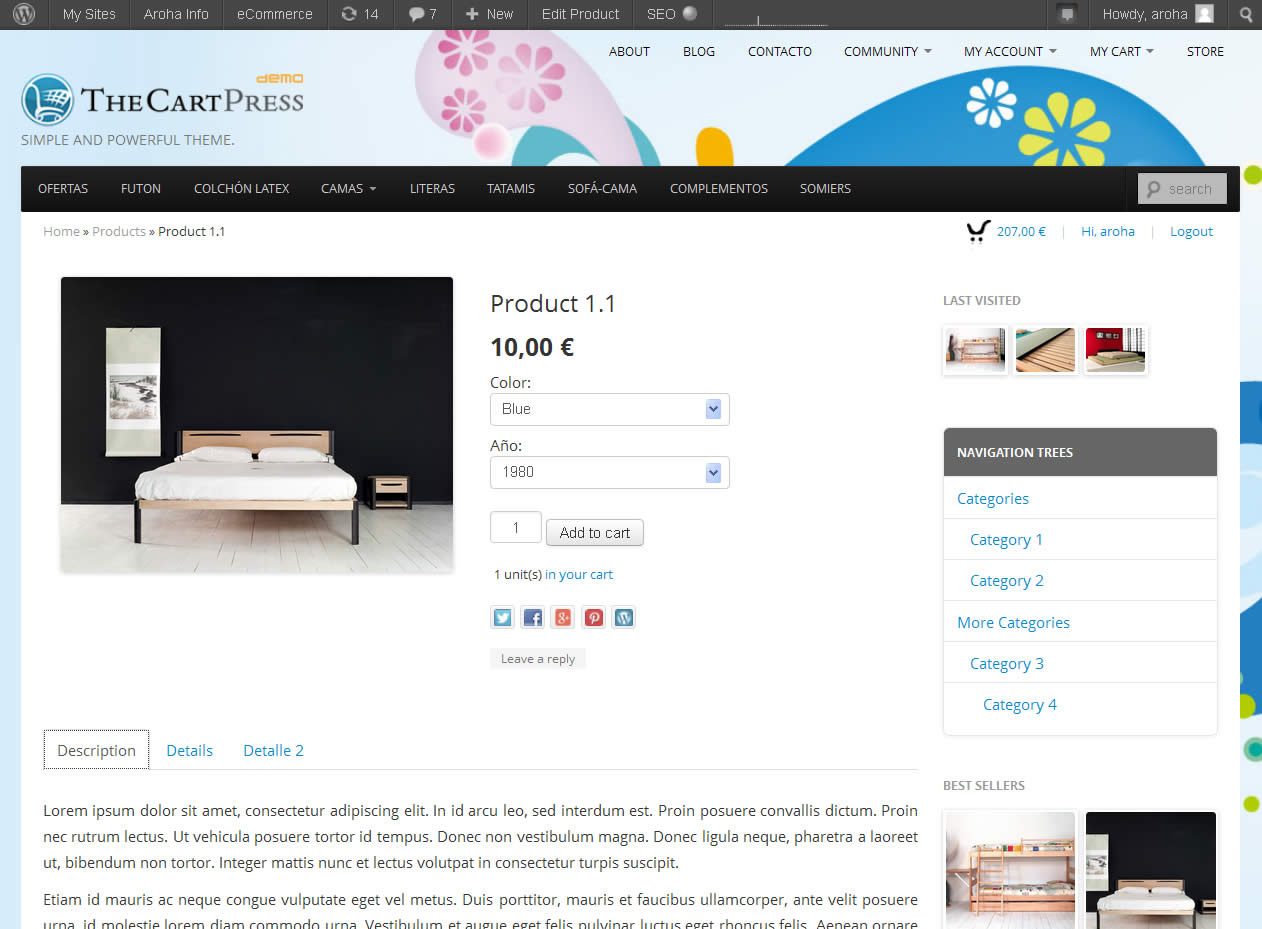 My Sites Aroha Info eCommerce 14 7 New Edit Product SEO Howdy, aroha
ABOUT BLOG CONTACTO COMMUNITY MY ACCOUNT MY CART STORE
demo
THECARTPRESS
SIMPLE AND POWERFUL THEME.
OFERTAS FUTON COLCHÓN LATEX CAMAS LITERAS TATAMIS SOFÁ-CAMA COMPLEMENTOS SOMIERS search
Home » Products » Product 1.1
207,00 € | Hi, aroha | Logout
Product 1.1
10,00 €
Color:
Blue
Año:
1980
1 Add to cart
1 unit(s) in your cart
Leave a reply
LAST VISITED
NAVIGATION TREES
Categories
Category 1
Category 2
More Categories
Category 3
Category 4
BEST SELLERS
Description Details Detalle 2
Lorem ipsum dolor sit amet, consectetur adipiscing elit. In id arcu leo, sed interdum est. Proin posuere convallis dictum. Proin
nec rutrum lectus. Ut vehicula posuere tortor id tempus. Donec non vestibulum magna. Donec ligula neque, pharetra a laoreet
ut, bibendum non tortor. Integer mattis nunc et lectus volutpat in consectetur turpis suscipit.
Etiam id mauris ac neque congue vulputate eget vel metus. Duis porttitor, mauris et faucibus ullamcorper, ante velit posuere
urna, id molestie lorem diam commodo urna. Vestibulum et augue eget felis pulvinar luctus eget rhoncus felis. Aenean ornare